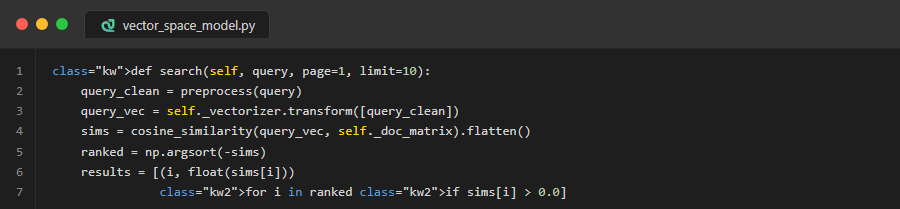 vector_space_model.py
1 class="kw">def search(self, query, page=1, limit=10):
2     query_clean = preprocess(query)
3     query_vec = self._vectorizer.transform([query_clean])
4     sims = cosine_similarity(query_vec, self._doc_matrix).flatten()
5     ranked = np.argsort(-sims)
6     results = [(i, float(sims[i]))
7                class="kw2">for i in ranked class="kw2">if sims[i] > 0.0]